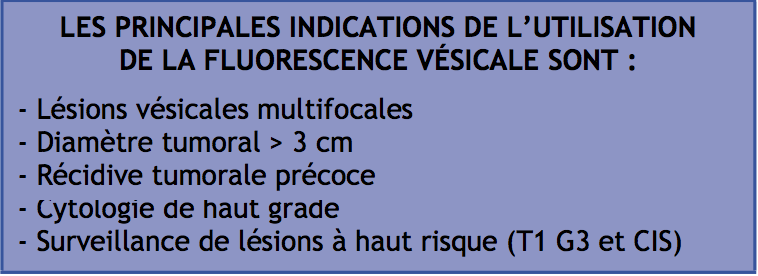 LES PRINCIPALES INDICATIONS DE L’UTILISATION
DE LA FLUORESCENCE VÉSICALE SONT :
- Lésions vésicales multifocales
- Diamètre tumoral > 3 cm
- Récidive tumorale précoce
- Cytologie de haut grade
- Surveillance de lésions à haut risque (T1 G3 et CIS)